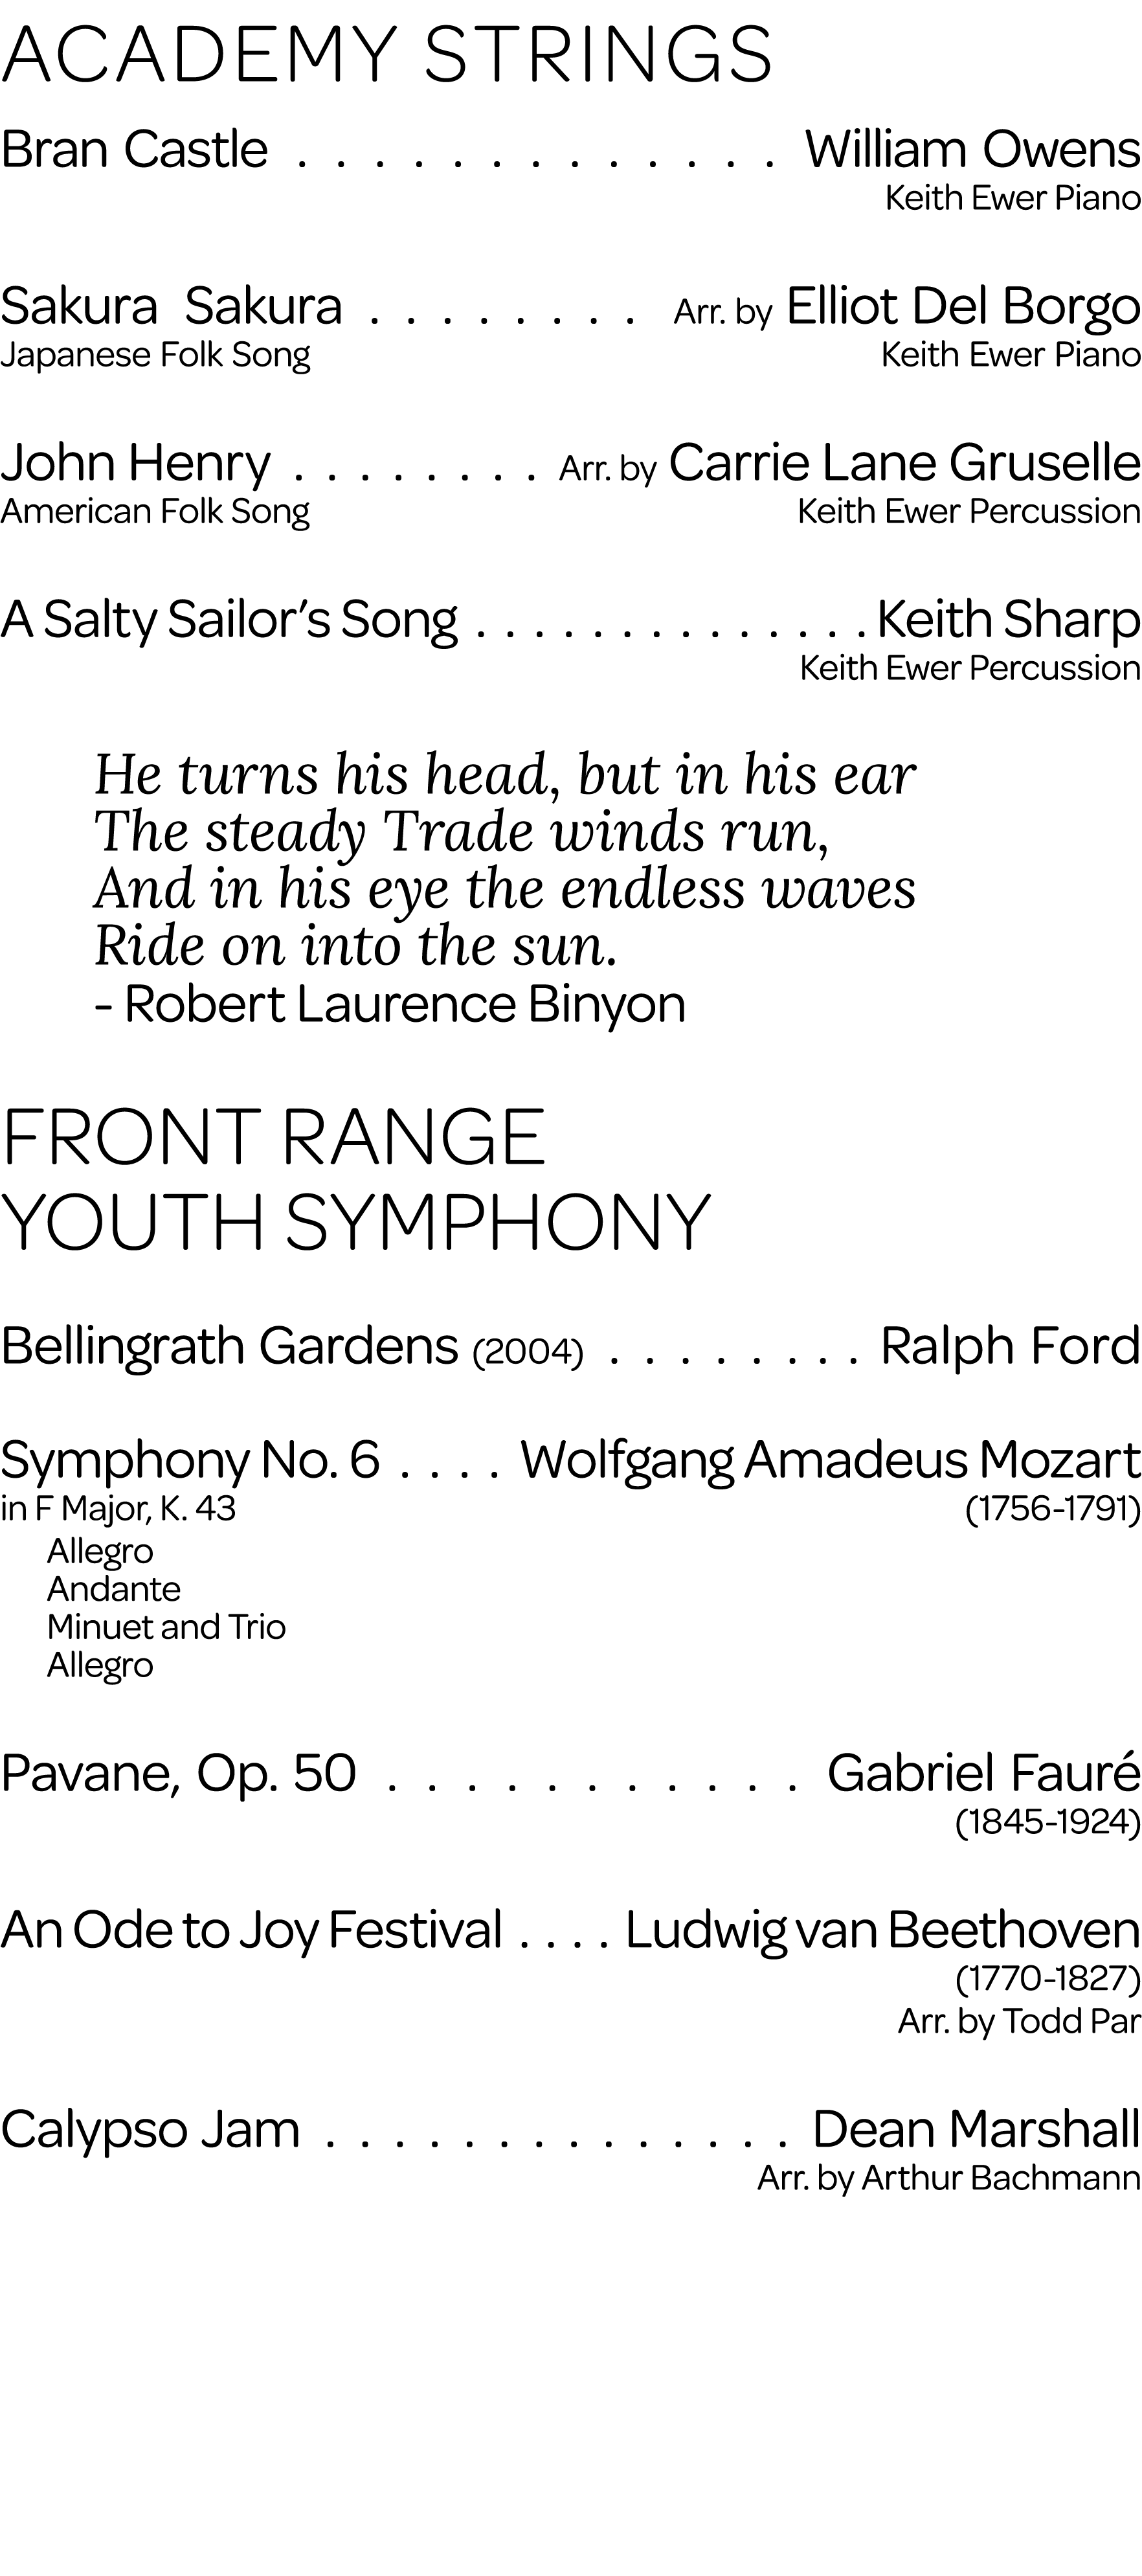 ACADEMY STRINGS
Bran Castle . . . . . . . . . . . . . William Owens
Keith Ewer Piano
Sakura Sakura . . . . . . . . Arr. by Elliot Del Borgo
Japanese Folk Song Keith Ewer Piano
John Henry . . . . . . . . Arr. by Carrie Lane Gruselle
American Folk Song Keith Ewer Percussion
A Salty Sailor’s Song . . . . . . . . . . . . . . Keith Sharp
Keith Ewer Percussion
He turns his head, but in his ear
The steady Trade winds run,
And in his eye the endless waves
Ride on into the sun.
- Robert Laurence Binyon
FRONT RANGE
YOUTH SYMPHONY
Bellingrath Gardens (2004) . . . . . . . . Ralph Ford
Symphony No. 6 . . . . Wolfgang Amadeus Mozart
in F Major, K. 43 (1756-1791)
Allegro
Andante
Minuet and Trio
Allegro
Pavane, Op. 50 . . . . . . . . . . . Gabriel Fauré
(1845-1924)
An Ode to Joy Festival . . . . Ludwig van Beethoven
(1770-1827)
Arr. by Todd Par
Calypso Jam . . . . . . . . . . . . . . Dean Marshall
Arr. by Arthur Bachmann